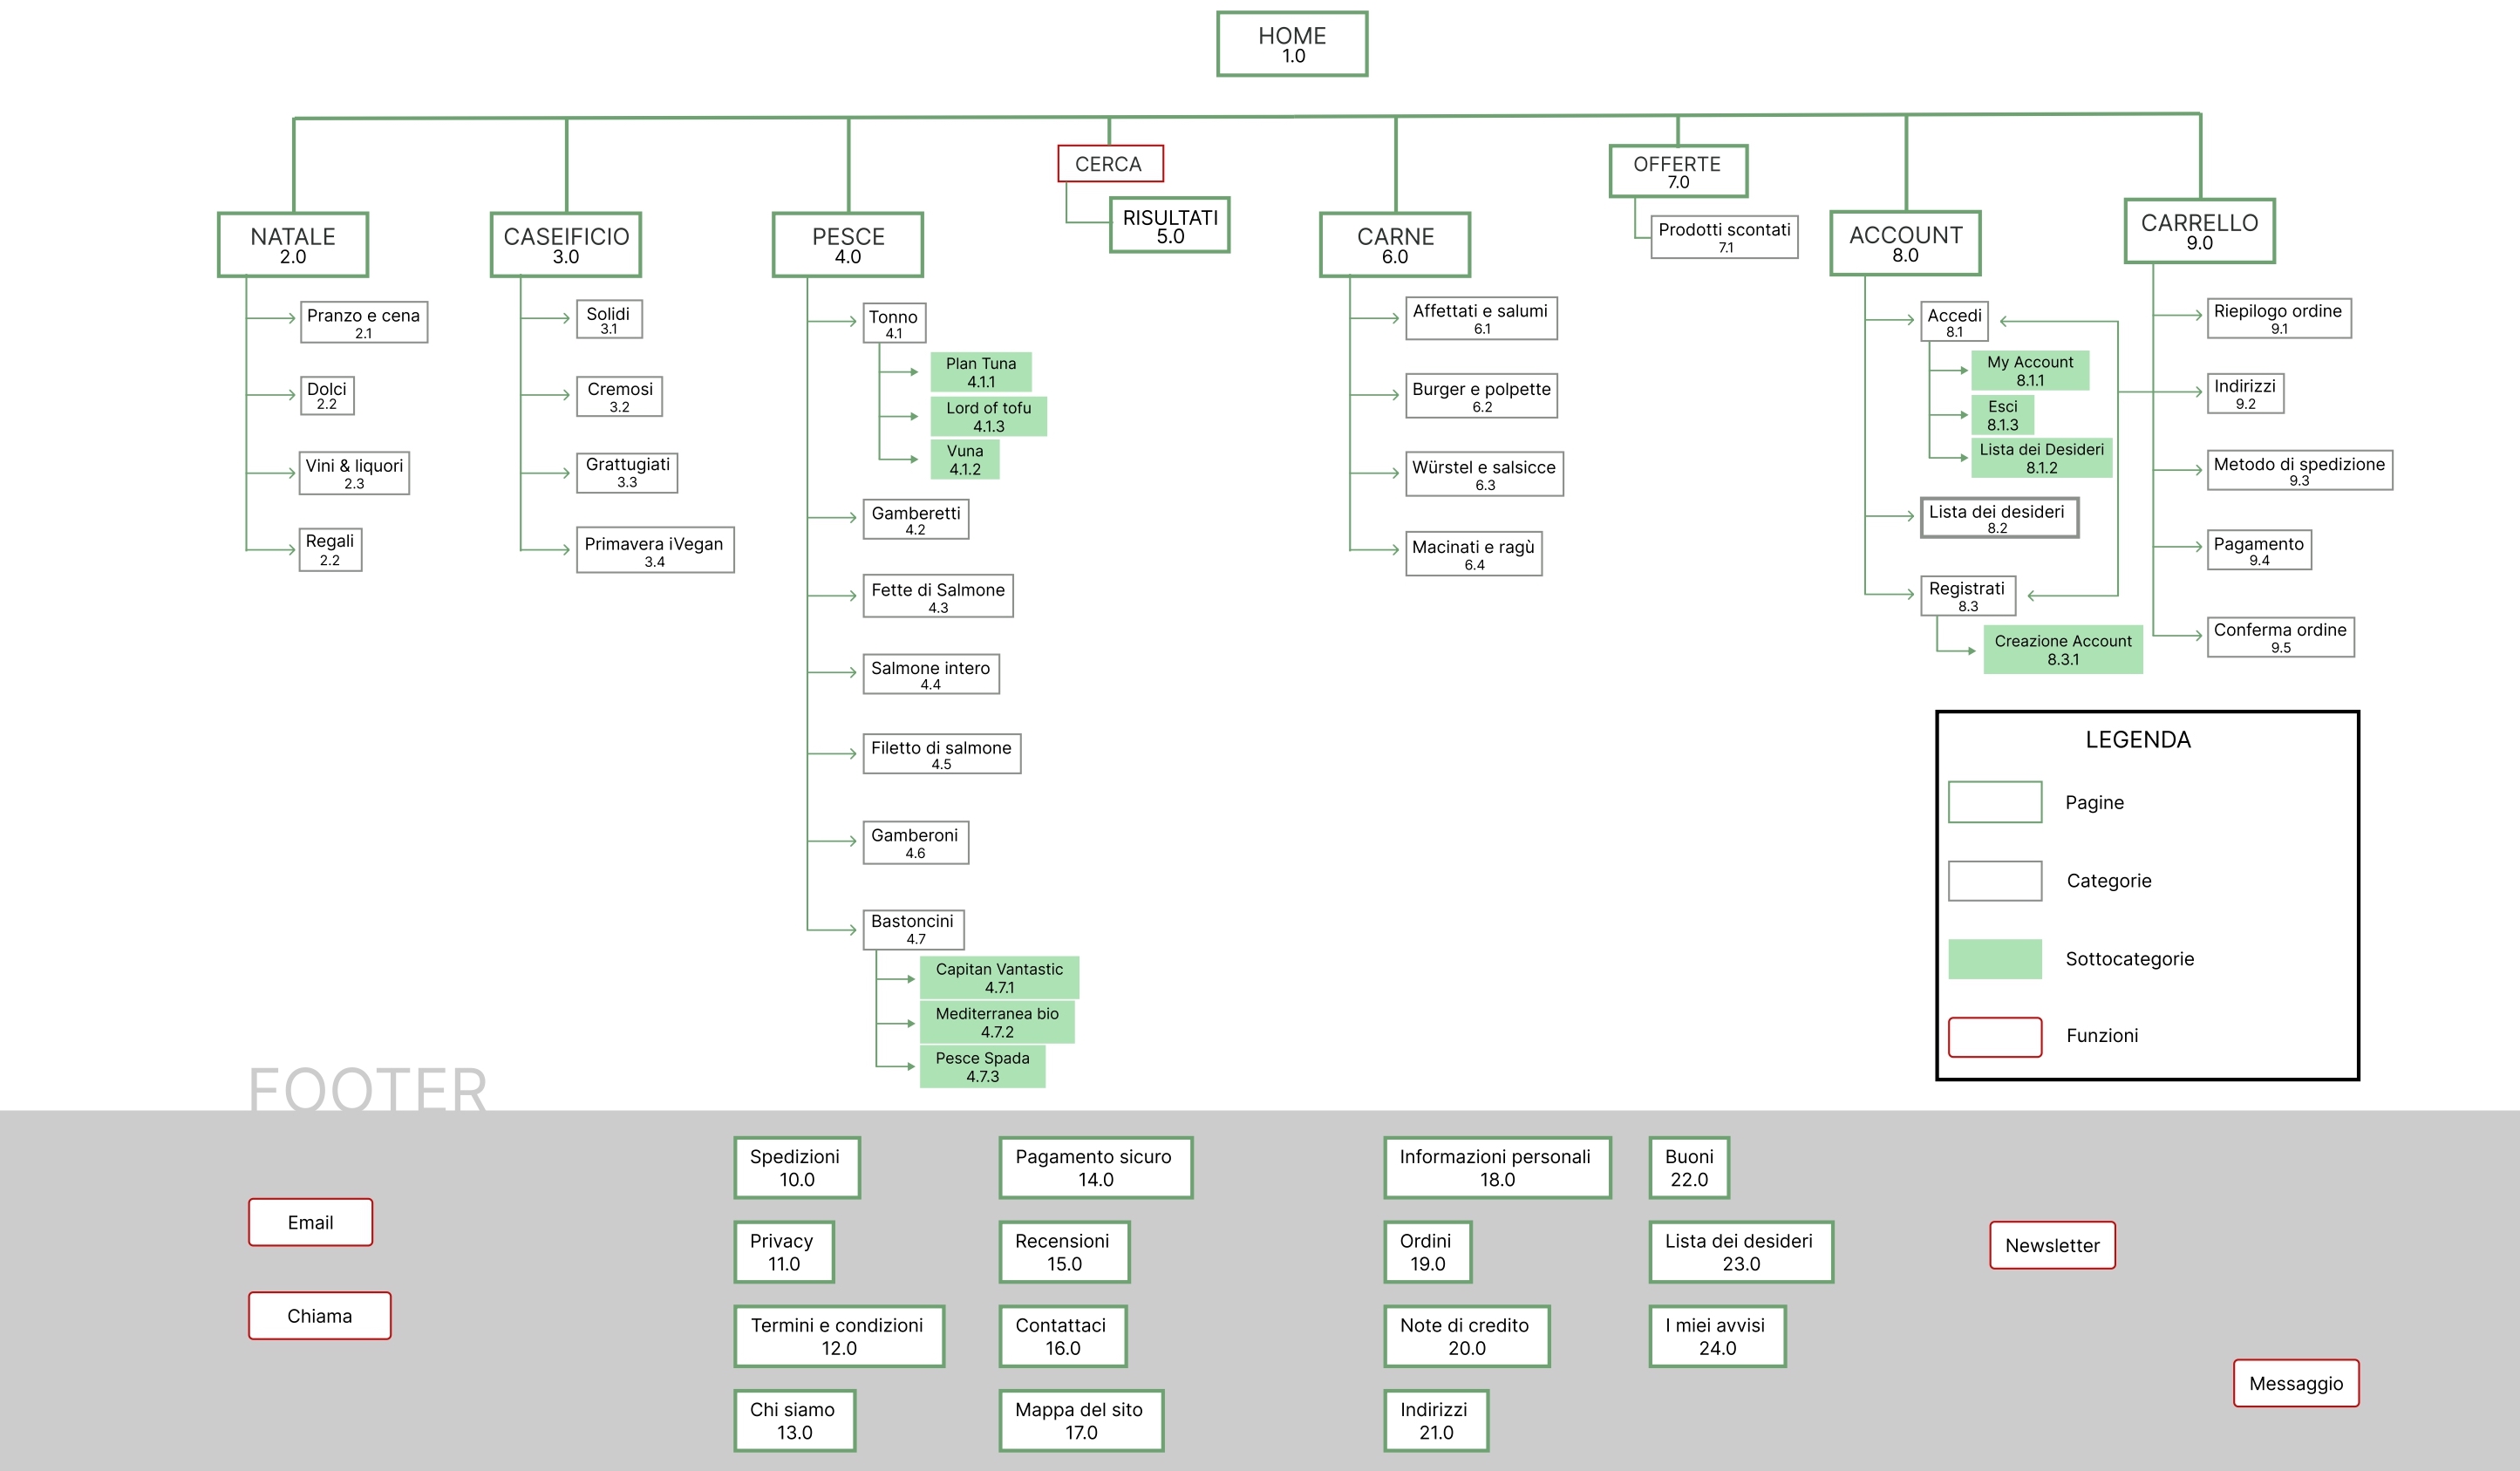 HOME
1.0
NATALE
2.0
Pranzo e cena
2.1
Dolci
2.2
Vini & liquori
2.3
Regali
2.2
CASEIFICIO
3.0
Solidi
3.1
Cremosi
3.2
Grattugiati
3.3
Primavera iVegan
3.4
PESCE
4.0
Tonno
4.1
Plan Tuna
4.1.1
Lord of tofu
4.1.3
Vuna
4.1.2
Gamberetti
4.2
Fette di Salmone
4.3
Salmone intero
4.4
Filetto di salmone
4.5
Gamberoni
4.6
Bastoncini
4.7
Capitan Vantastic
4.7.1
Mediterranea bio
4.7.2
Pesce Spada
4.7.3
CERCA
RISULTATI
5.0
CARNE
6.0
Affettati e salumi
6.1
Burger e polpette
6.2
Würstel e salsicce
6.3
Macinati e ragù
6.4
OFFERTE
7.0
Prodotti scontati
7.1
ACCOUNT
8.0
Accedi
8.1
My Account
8.1.1
Esci
8.1.3
Lista dei Desideri
8.1.2
Lista dei desideri
8.2
Registrati
8.3
Creazione Account
8.3.1
CARRELLO
9.0
Riepilogo ordine
9.1
Indirizzi
9.2
Metodo di spedizione
9.3
Pagamento
9.4
Conferma ordine
9.5
LEGENDA
Pagine
Categorie
Sottocategorie
Funzioni
FOOTER
Email
Chiama
Spedizioni
10.0
Privacy
11.0
Termini e condizioni
12.0
Chi siamo
13.0
Pagamento sicuro
14.0
Recensioni
15.0
Contattaci
16.0
Mappa del sito
17.0
Informazioni personali
18.0
Ordini
19.0
Note di credito
20.0
Indirizzi
21.0
Buoni
22.0
Lista dei desideri
23.0
I miei avvisi
24.0
Newsletter
Messaggio